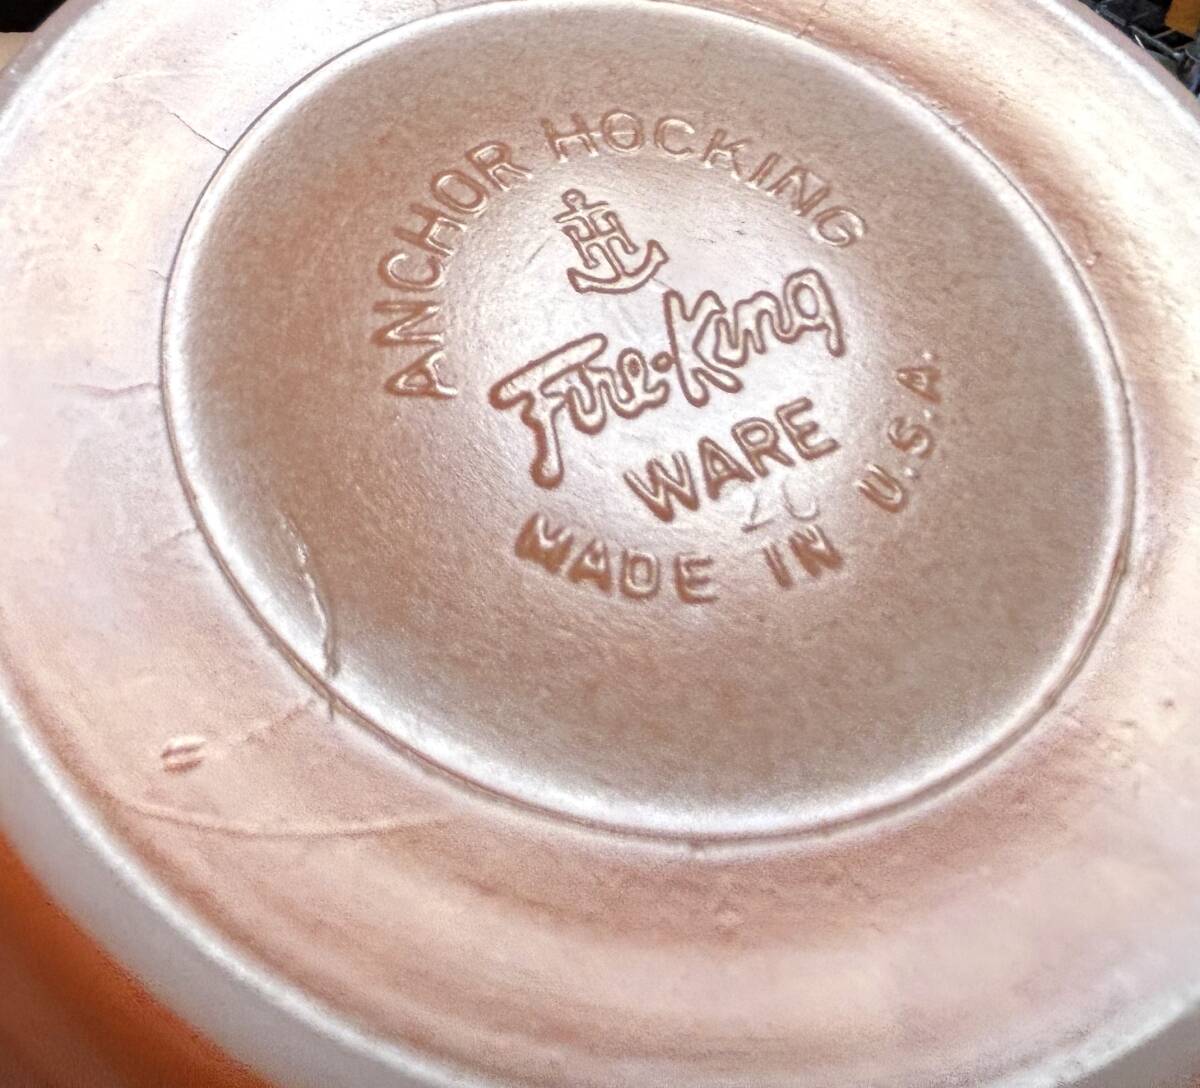 ANCHOR HOCKING
H
Fire-King
WARE
20
MADE IN U.S.A.